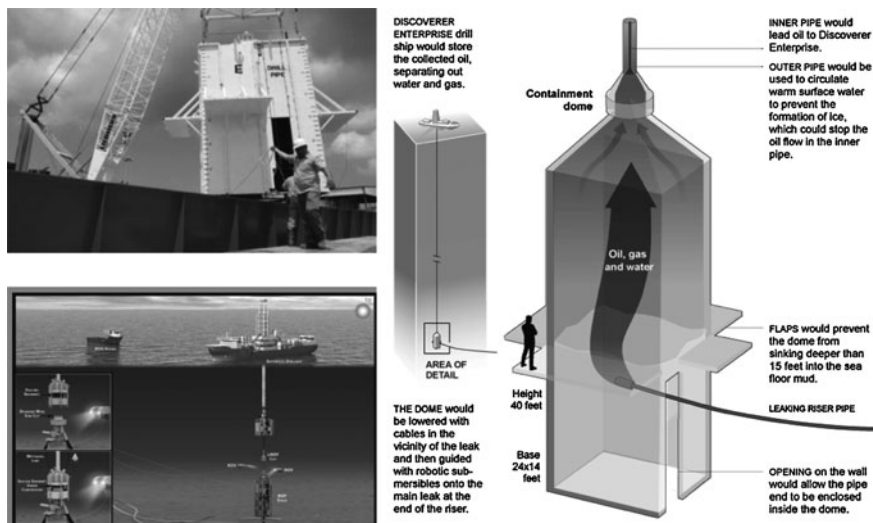 DRILL
PIPE
DISCOVERER
ENTERPRISE drill
ship would store
the collected oil,
separating out
water and gas.
AREA OF
DETAIL
THE DOME would
be lowered with
cables in the
vicinity of the leak
and then guided
with robotic sub-
mersibles onto the
main leak at the
end of the riser.
Containment
dome
Oil, gas
and water
Height
40 feet
Base
24x14
feet
INNER PIPE would
lead oil to Discoverer
Enterprise.
OUTER PIPE would be
used to circulate
warm surface water
to prevent the
formation of ice,
which could stop the
oil flow in the inner
pipe.
FLAPS would prevent
the dome from
sinking deeper than
15 feet into the sea
floor mud.
LEAKING RISER PIPE
OPENING on the wall
would allow the pipe
end to be enclosed
inside the dome.